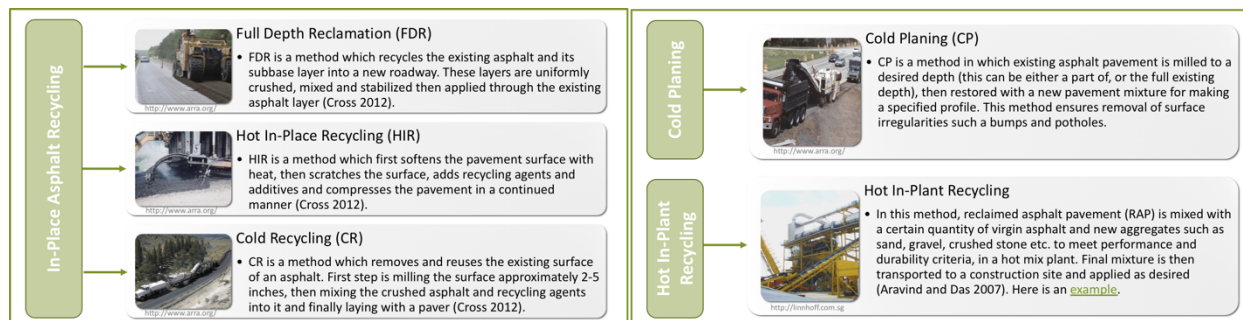 In-Place Asphalt Recycling
Full Depth Reclamation (FDR)
• FDR is a method which recycles the existing asphalt and its
subbase layer into a new roadway. These layers are uniformly
crushed, mixed and stabilized then applied through the existing
asphalt layer (Cross 2012).
http://www.arra.org/
Hot In-Place Recycling (HIR)
• HIR is a method which first softens the pavement surface with
heat, then scratches the surface, adds recycling agents and
additives and compresses the pavement in a continued
manner (Cross 2012).
http://www.arra.org/
Cold Recycling (CR)
• CR is a method which removes and reuses the existing surface
of an asphalt. First step is milling the surface approximately 2-5
inches, then mixing the crushed asphalt and recycling agents
into it and finally laying with a paver (Cross 2012).
http://www.arra.org/
Cold Planing
Cold Planing (CP)
• CP is a method in which existing asphalt pavement is milled to a
desired depth (this can be either a part of, or the full existing
depth), then restored with a new pavement mixture for making
a specified profile. This method ensures removal of surface
irregularities such a bumps and potholes.
http://www.arra.org/
Hot In-Plant
Recycling
Hot In-Plant Recycling
• In this method, reclaimed asphalt pavement (RAP) is mixed with
a certain quantity of virgin asphalt and new aggregates such as
sand, gravel, crushed stone etc. to meet performance and
durability criteria, in a hot mix plant. Final mixture is then
transported to a construction site and applied as desired
(Aravind and Das 2007). Here is an example.
http://linnhoff.com.sg